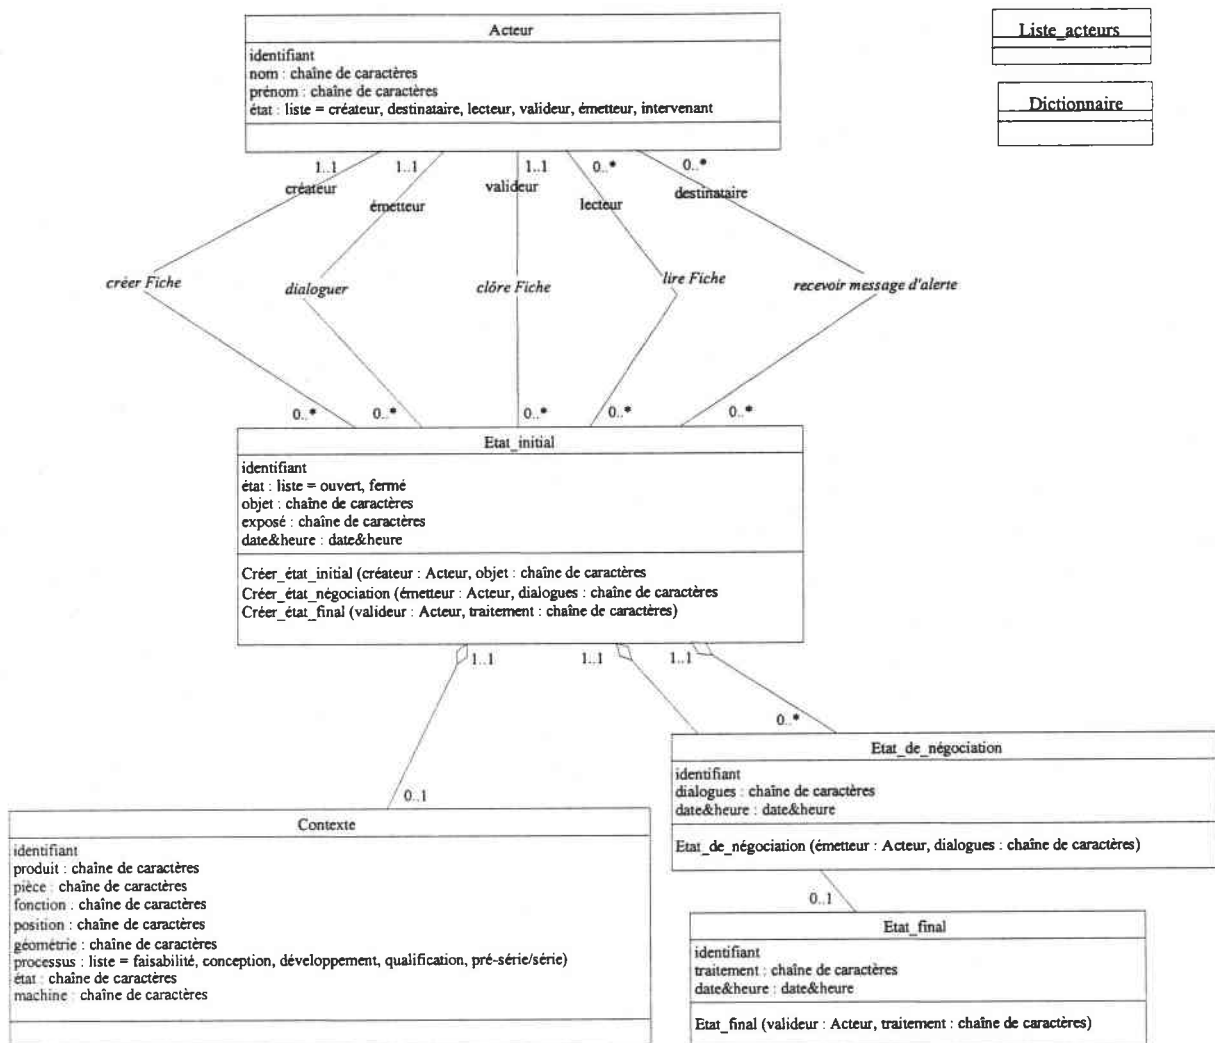 Acteur
identifiant
nom : chaîne de caractères
prénom : chaîne de caractères
état : liste = créateur, destinataire, lecteur, valideur, émetteur, intervenant
Liste_acteurs
Dictionnaire
1..1
1..1
1..1
0..*
0..*
créateur
émetteur
valideur
lecteur
destinataire
créer Fiche
dialoguer
clôre Fiche
lire Fiche
recevoir message d'alerte
0..*
0..*
0..*
0..*
0..*
Etat_initial
identifiant
état : liste = ouvert, fermé
objet : chaîne de caractères
exposé : chaîne de caractères
date&heure : date&heure
Créer_état_initial (créateur : Acteur, objet : chaîne de caractères
Créer_état_négociation (émetteur : Acteur, dialogues : chaîne de caractères
Créer_état_final (valideur : Acteur, traitement : chaîne de caractères)
1..1
1..1
1..1
0..*
0..1
Etat_de_négociation
identifiant
dialogues : chaîne de caractères
date&heure : date&heure
Etat_de_négociation (émetteur : Acteur, dialogues : chaîne de caractères)
Contexte
identifiant
produit : chaîne de caractères
pièce : chaîne de caractères
fonction : chaîne de caractères
position : chaîne de caractères
géométrie : chaîne de caractères
processus : liste = faisabilité, conception, développement, qualification, pré-série/série)
état : chaîne de caractères
machine : chaîne de caractères
0..1
Etat_final
identifiant
traitement : chaîne de caractères
date&heure : date&heure
Etat_final (valideur : Acteur, traitement : chaîne de caractères)